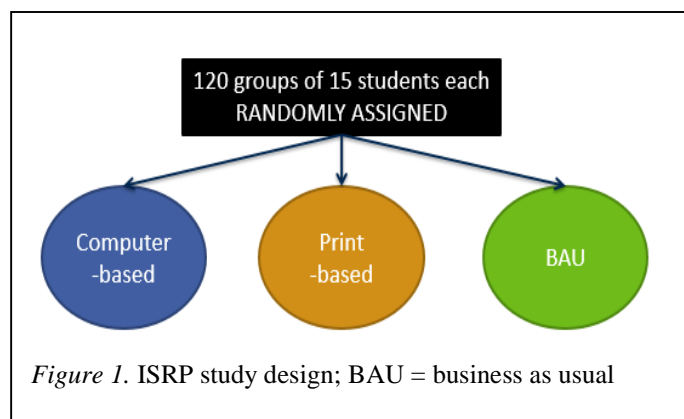 120 groups of 15 students each
RANDOMLY ASSIGNED
Computer
-based
Print
-based
BAU
Figure 1. ISRP study design; BAU = business as usual